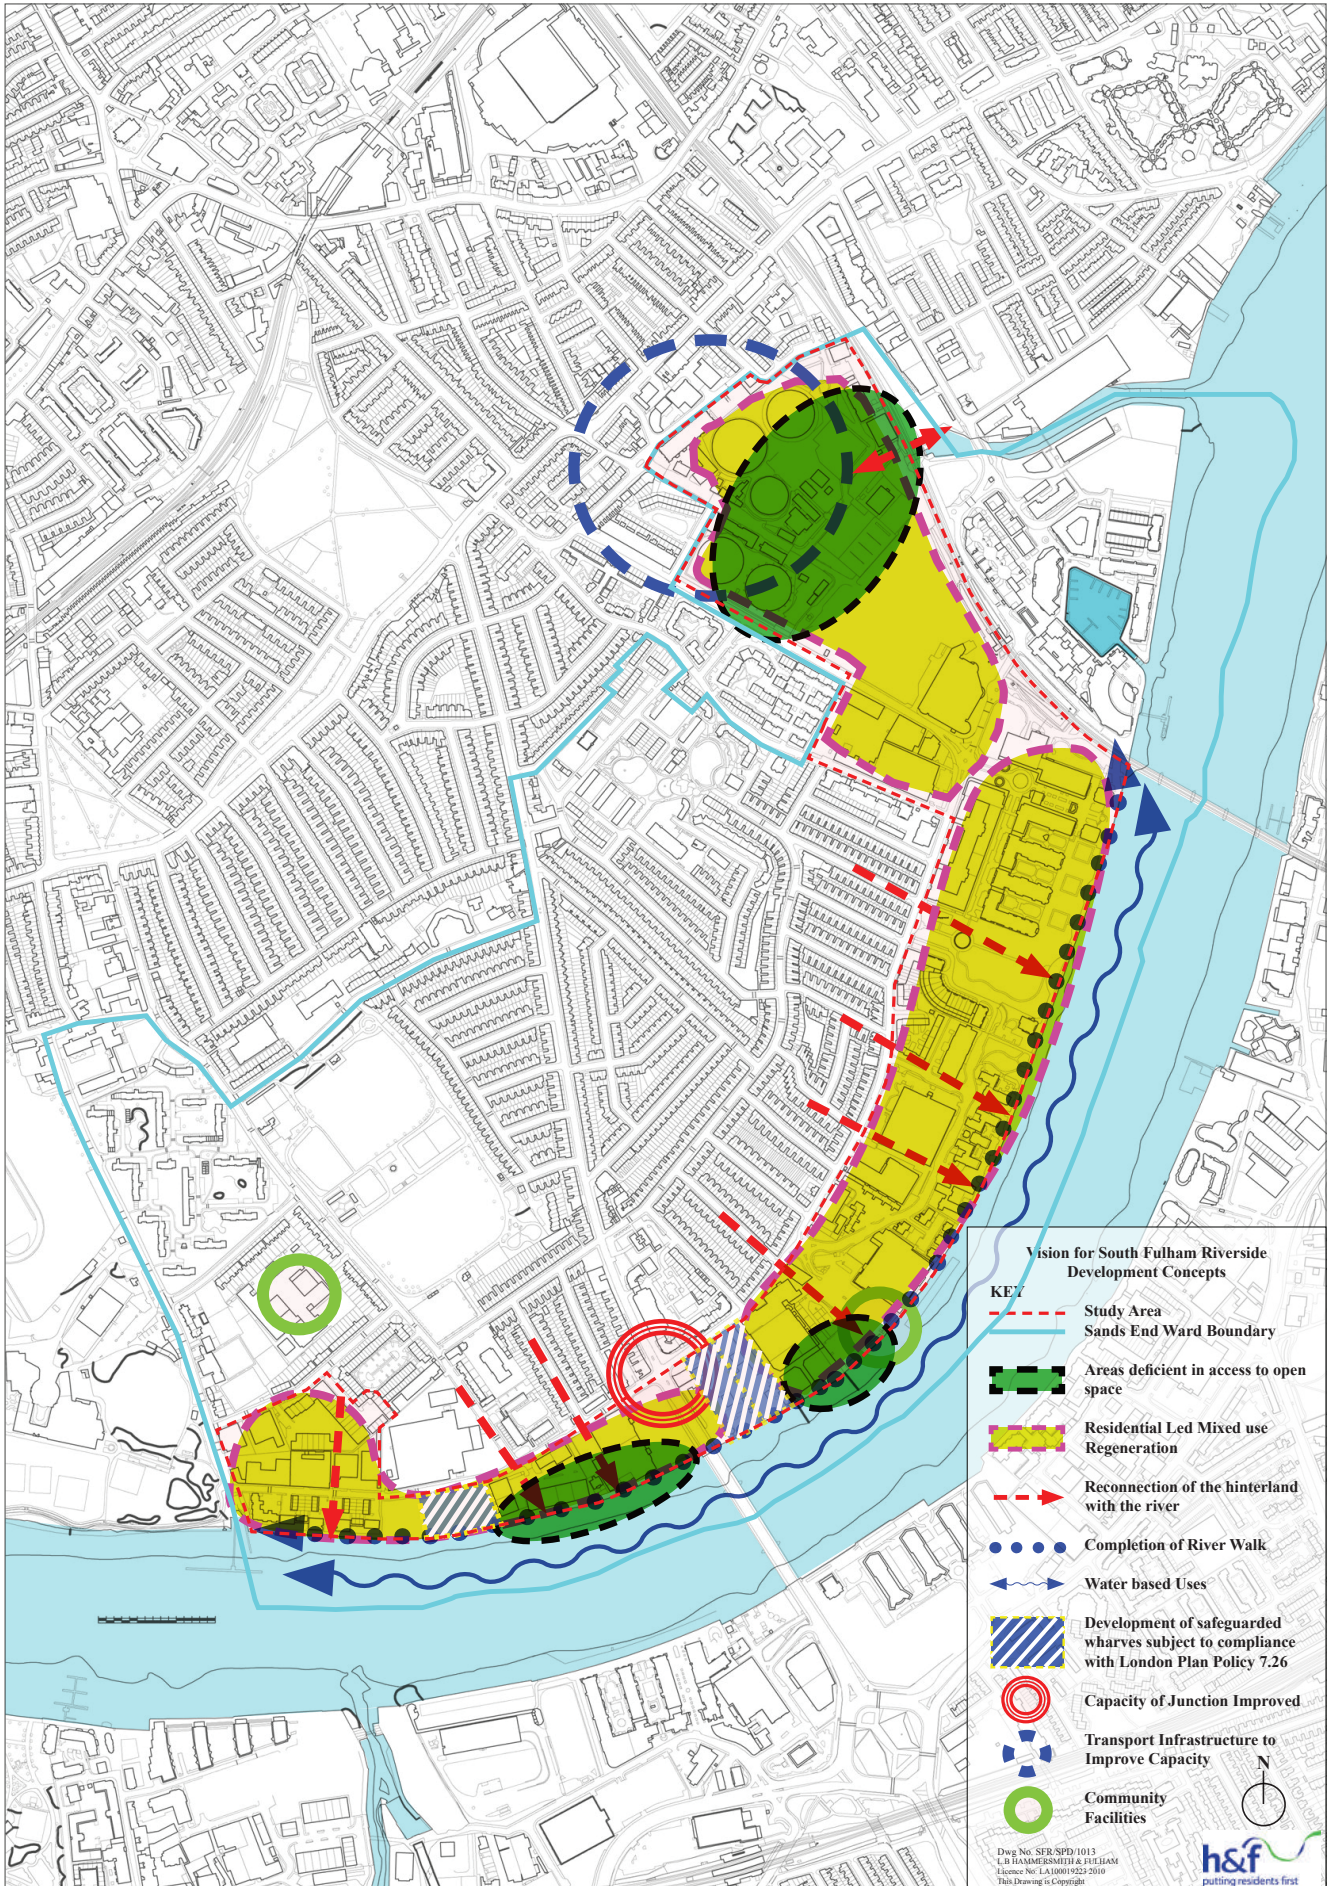 Vision for South Fulham Riverside
Development Concepts
KEY
Study Area
Sands End Ward Boundary
Areas deficient in access to open
space
Residential Led Mixed use
Regeneration
Reconnection of the hinterland
with the river
Completion of River Walk
Water based Uses
Development of safeguarded
wharves subject to compliance
with London Plan Policy 7.26
Capacity of Junction Improved
Transport Infrastructure to
Improve Capacity
N
Community
Facilities
Dwg No. SFR/SPD/1013
L B HAMMERSMITH & FULHAM
Licence No. LA100019223 2010
This Drawing is Copyright
h&f
putting residents first